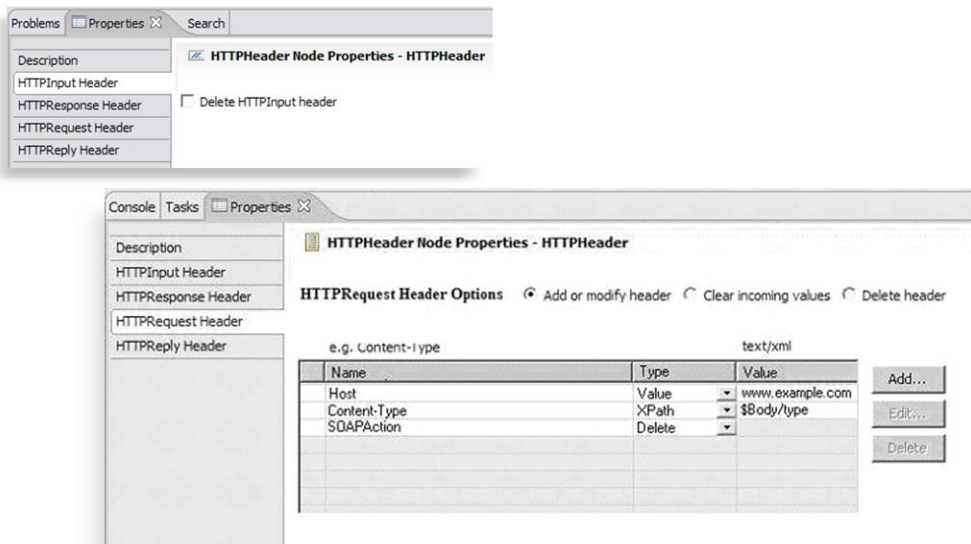 Problems Properties Search
HTTPHeader Node Properties - HTTPHeader
Description
HTTPInput Header
HTTPResponse Header
HTTPRequest Header
HTTPReply Header
Delete HTTPInput header
Console Tasks Properties
HTTPHeader Node Properties - HTTPHeader
Description
HTTPInput Header
HTTPResponse Header
HTTPRequest Header
HTTPReply Header
HTTPRequest Header Options Add or modify header Clear incoming values Delete header
e.g. Content-Type text/xml
Name Type Value
Host Value www.example.com
Content-Type XPath $Body/type
SOAPAction Delete
Add...
Edit...
Delete